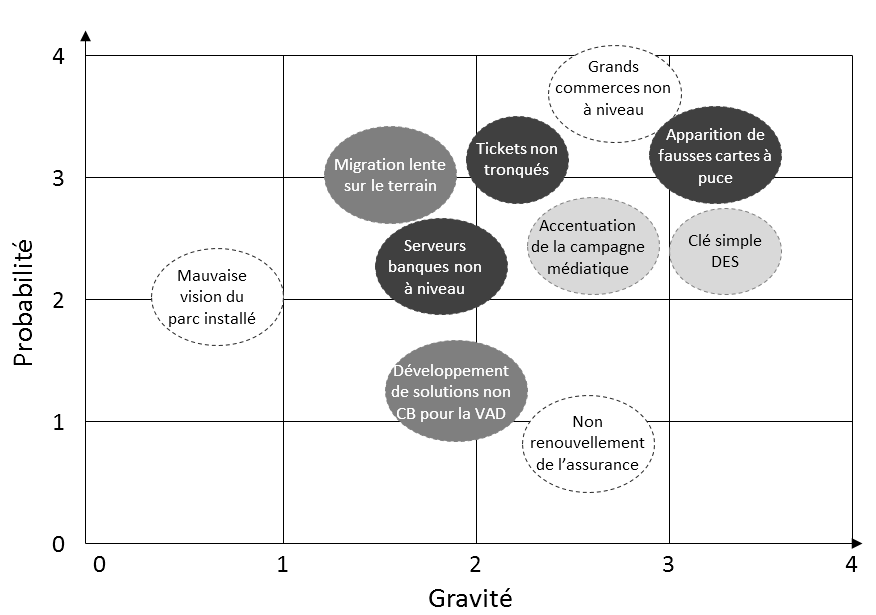 4
Grands
commerces non
à niveau
Apparition de
fausses cartes à
puce
Tickets non
tronqués
Migration lente
sur le terrain
3
Accentuation
de la campagne
médiatique
Clé simple
DES
Serveurs
banques non
à niveau
Mauvaise
vision du
parc installé
Probabilité
2
Développement
de solutions non
CB pour la VAD
Non
renouvellement
de l’assurance
1
0
0 1 2 3 4
Gravité